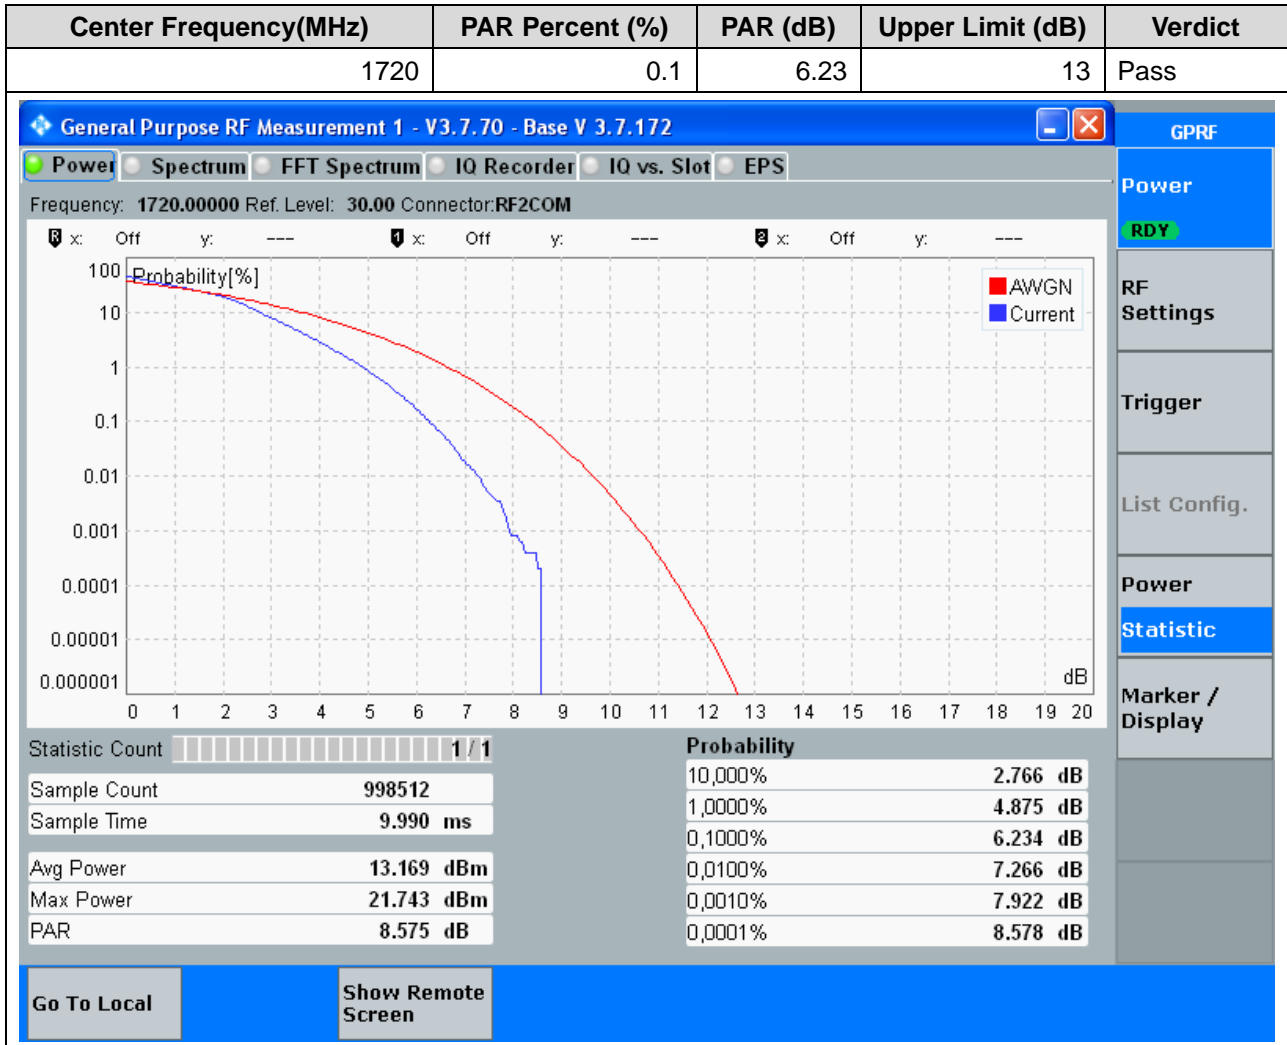 Center Frequency(MHz) PAR Percent (%) PAR (dB) Upper Limit (dB) Verdict
1720 0.1 6.23 13 Pass
General Purpose RF Measurement 1 - V3.7.70 - Base V 3.7.172
GPRF
Power Spectrum FFT Spectrum IQ Recorder IQ vs. Slot EPS
Frequency: 1720.00000 Ref. Level: 30.00 Connector:RF2COM
R x: Off y: --- 1 x: Off y: --- 2 x: Off y: ---
Probability[%]
100
10
1
0.1
0.01
0.001
0.0001
0.00001
0.000001
AWGN
Current
dB
0 1 2 3 4 5 6 7 8 9 10 11 12 13 14 15 16 17 18 19 20
Statistic Count 1 / 1
Sample Count 998512
Sample Time 9.990 ms
Avg Power 13.169 dBm
Max Power 21.743 dBm
PAR 8.575 dB
Probability
10,000% 2.766 dB
1,0000% 4.875 dB
0,1000% 6.234 dB
0,0100% 7.266 dB
0,0010% 7.922 dB
0,0001% 8.578 dB
Power
RDY
RF
Settings
Trigger
List Config.
Power
Statistic
Marker /
Display
Go To Local
Show Remote
Screen